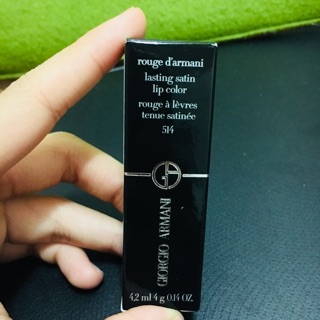 rouge d'armani
lasting satin
lip color
rouge à lèvres
tenue satinée
514
GIORGIO ARMANI
4,2 ml 4 g 0.14 OZ.